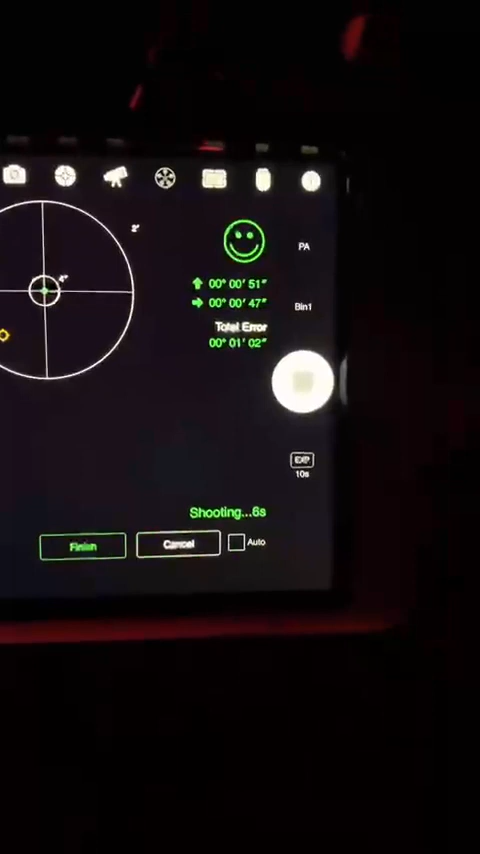 2'
PA
4"
00° 00' 51"
00° 00' 47"
Bin1
Total Error
00° 01' 02"
EXP
10s
Shooting...6s
Finish
Cancel
Auto